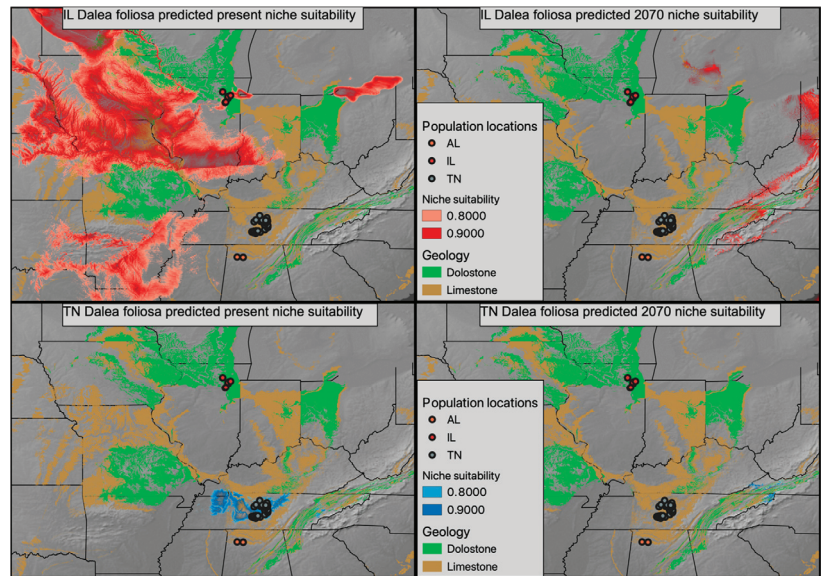 IL Dalea foliosa predicted present niche suitability
IL Dalea foliosa predicted 2070 niche suitability
Population locations
AL
IL
TN
Niche suitability
0.8000
0.9000
Geology
Dolostone
Limestone
TN Dalea foliosa predicted present niche suitability
TN Dalea foliosa predicted 2070 niche suitability
Population locations
AL
IL
TN
Niche suitability
0.8000
0.9000
Geology
Dolostone
Limestone